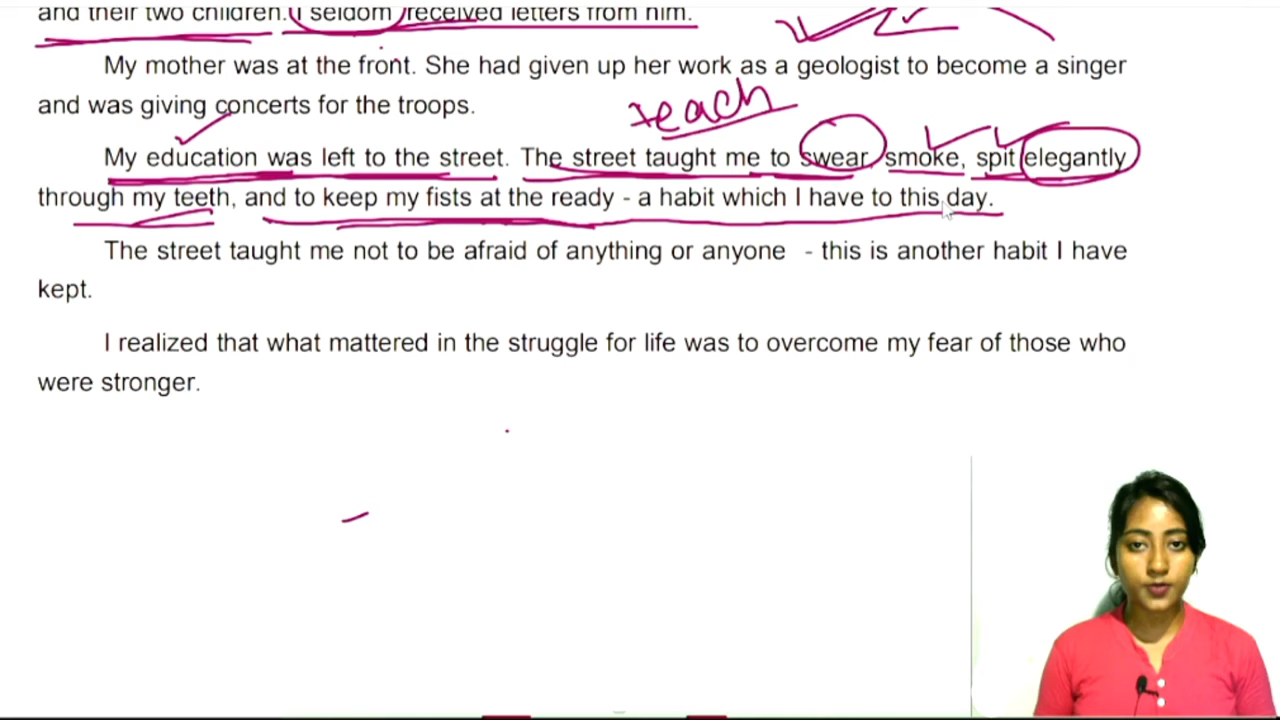 and their two children. I seldom received letters from him.
My mother was at the front. She had given up her work as a geologist to become a singer
and was giving concerts for the troops.
teach
My education was left to the street. The street taught me to swear, smoke, spit elegantly
through my teeth, and to keep my fists at the ready - a habit which I have to this day.
The street taught me not to be afraid of anything or anyone - this is another habit I have
kept.
I realized that what mattered in the struggle for life was to overcome my fear of those who
were stronger.